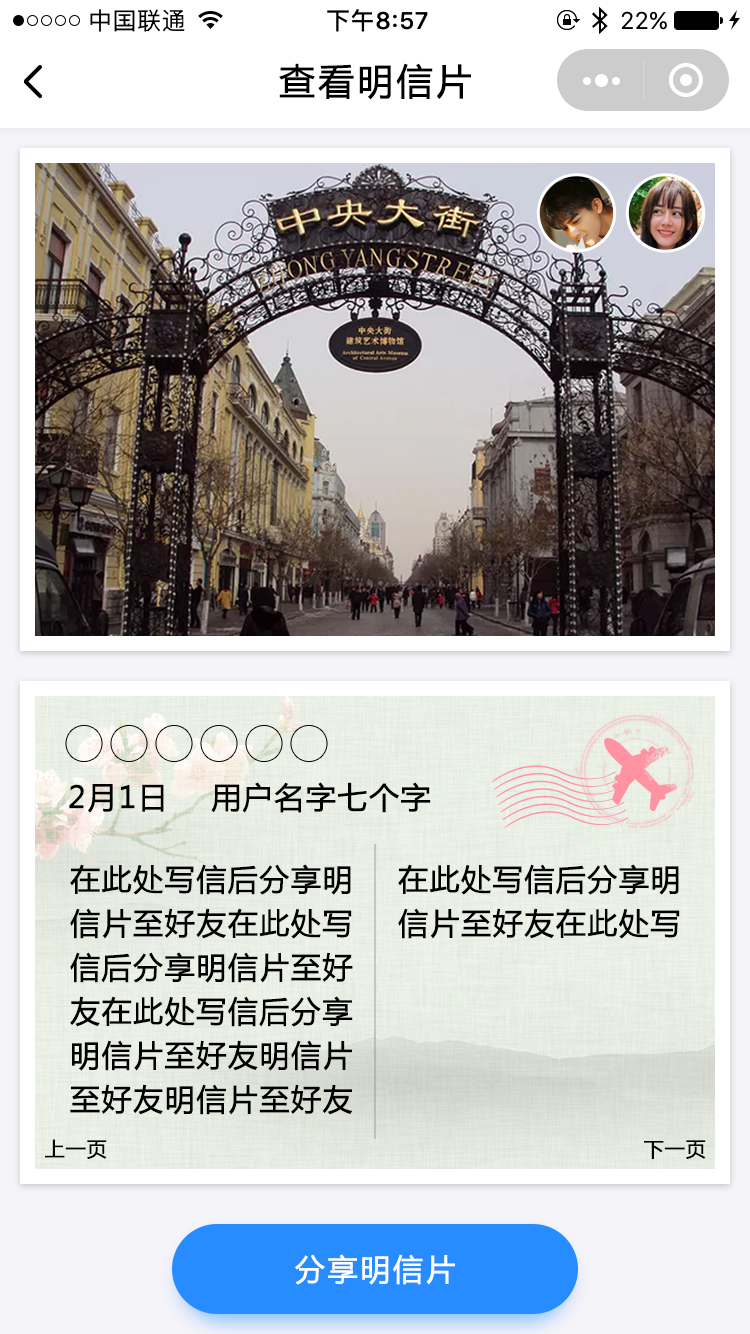 中国联通
下午8:57
22%
查看明信片
中央大街
ZHONG YANG STREET
中央大街
建筑艺术博物馆
Architectural Arts Museum
of Central Avenue
2月1日 用户名字七个字
在此处写信后分享明
信片至好友在此处写
信后分享明信片至好
友在此处写信后分享
明信片至好友明信片
至好友明信片至好友
在此处写信后分享明
信片至好友在此处写
上一页
下一页
分享明信片